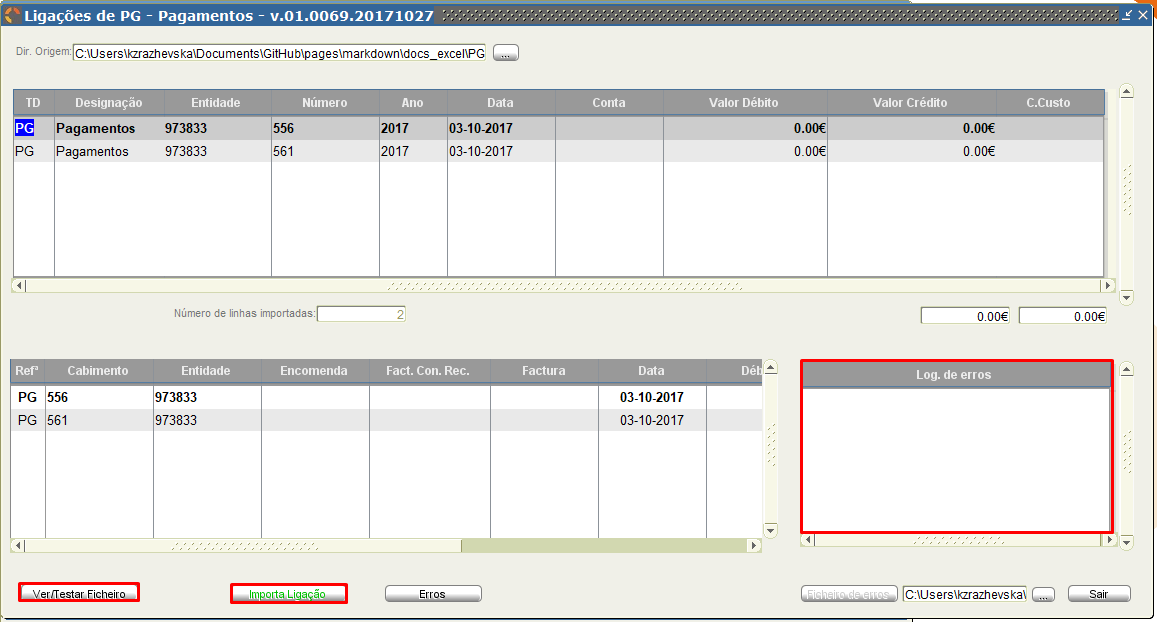 Ligações de PG - Pagamentos - v.01.0069.20171027
Dir. Origem: C:\Users\kzrazhevska\Documents\GitHub\pages\markdown\docs_excel\PG ...
TD Designação Entidade Número Ano Data Conta Valor Débito Valor Crédito C.Custo
PG Pagamentos 973833 556 2017 03-10-2017 0.00€ 0.00€
PG Pagamentos 973833 561 2017 03-10-2017 0.00€ 0.00€
Número de linhas importadas: 2 0.00€ 0.00€
Refª Cabimento Entidade Encomenda Fact. Con. Rec. Factura Data Déb
PG 556 973833 03-10-2017
PG 561 973833 03-10-2017
Log. de erros
Ver/Testar Ficheiro Importa Ligação Erros Ficheiro de erros C:\Users\kzrazhevska\ ... Sair